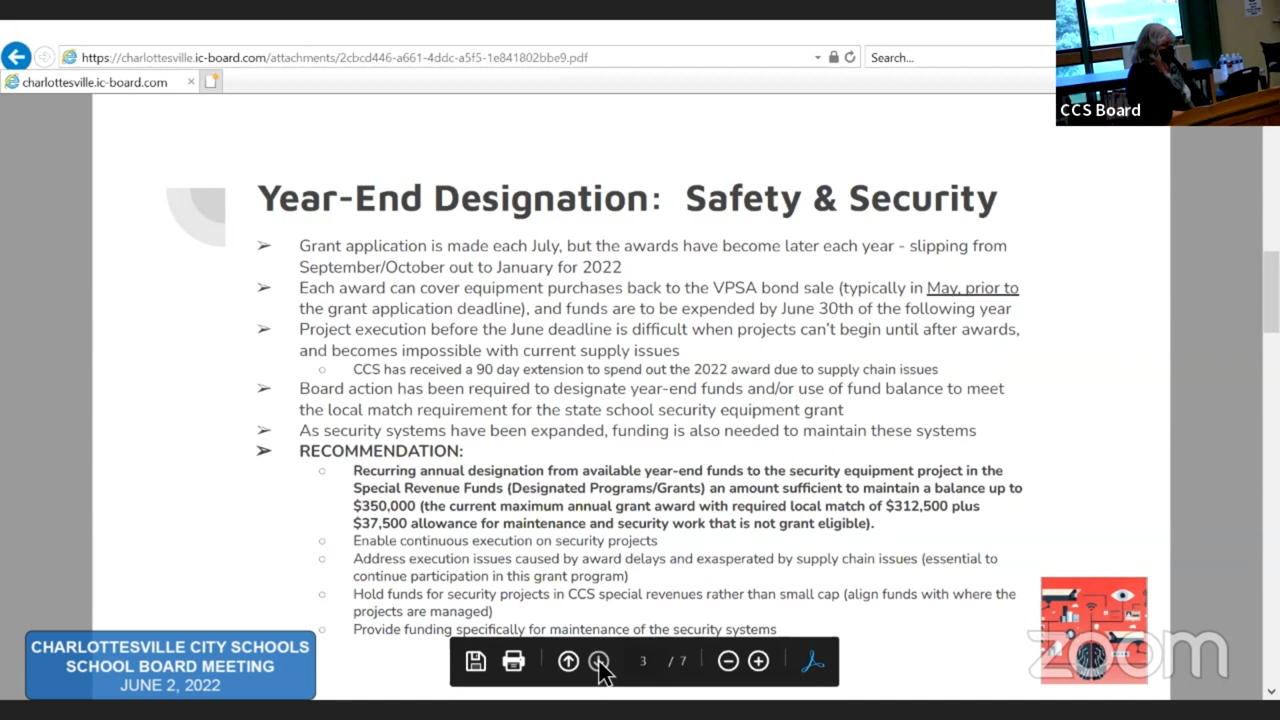 https://charlottesville.ic-board.com/attachments/2cbcd446-a661-4ddc-a5f5-1e841802bbe9.pdf
Search...
charlottesville.ic-board.com
CCS Board
Year-End Designation: Safety & Security
➢ Grant application is made each July, but the awards have become later each year - slipping from
September/October out to January for 2022
➢ Each award can cover equipment purchases back to the VPSA bond sale (typically in May, prior to
the grant application deadline), and funds are to be expended by June 30th of the following year
➢ Project execution before the June deadline is difficult when projects can't begin until after awards,
and becomes impossible with current supply issues
○ CCS has received a 90 day extension to spend out the 2022 award due to supply chain issues
➢ Board action has been required to designate year-end funds and/or use of fund balance to meet
the local match requirement for the state school security equipment grant
➢ As security systems have been expanded, funding is also needed to maintain these systems
➢ RECOMMENDATION:
○ Recurring annual designation from available year-end funds to the security equipment project in the
Special Revenue Funds (Designated Programs/Grants) an amount sufficient to maintain a balance up to
$350,000 (the current maximum annual grant award with required local match of $312,500 plus
$37,500 allowance for maintenance and security work that is not grant eligible).
○ Enable continuous execution on security projects
○ Address execution issues caused by award delays and exasperated by supply chain issues (essential to
continue participation in this grant program)
○ Hold funds for security projects in CCS special revenues rather than small cap (align funds with where the
projects are managed)
○ Provide funding specifically for maintenance of the security systems
CHARLOTTESVILLE CITY SCHOOLS
SCHOOL BOARD MEETING
JUNE 2, 2022
3 / 7
zoom